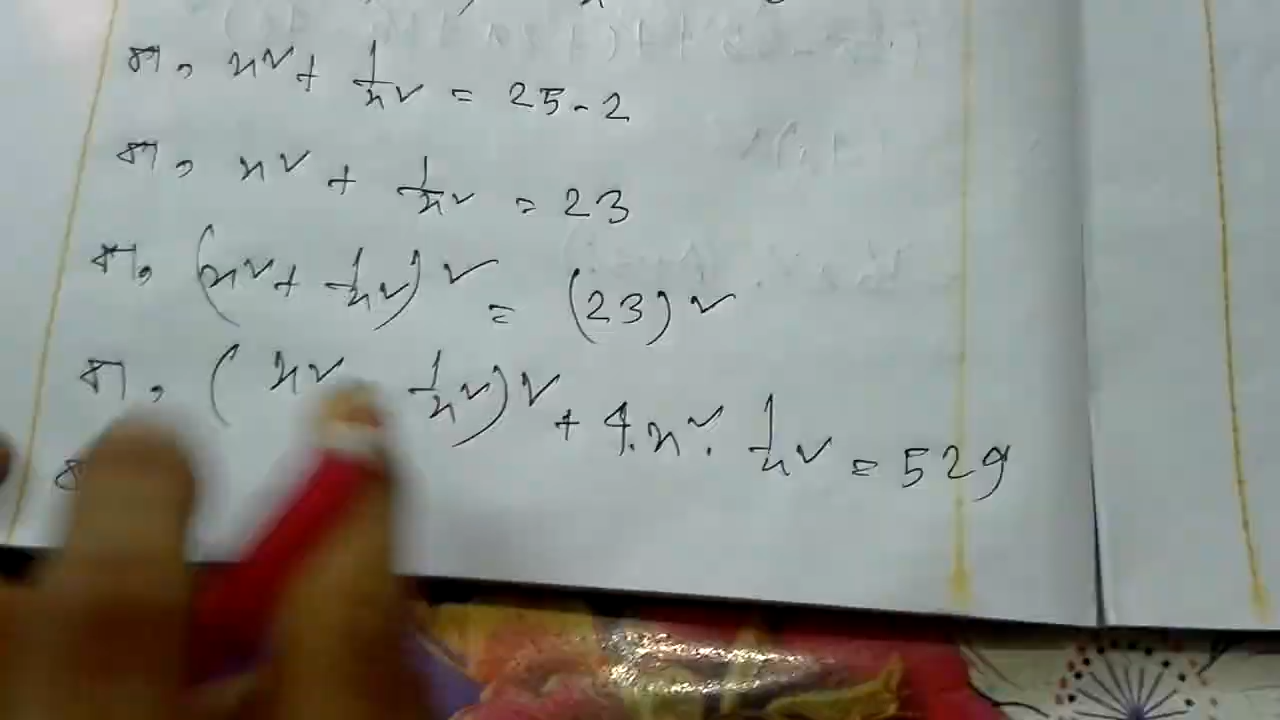 বা, x² + 1/x² = 25 - 2
বা, x² + 1/x² = 23
বা, (x² + 1/x²)² = (23)²
বা, (x² 1/x²)² + 4.x². 1/x² = 529